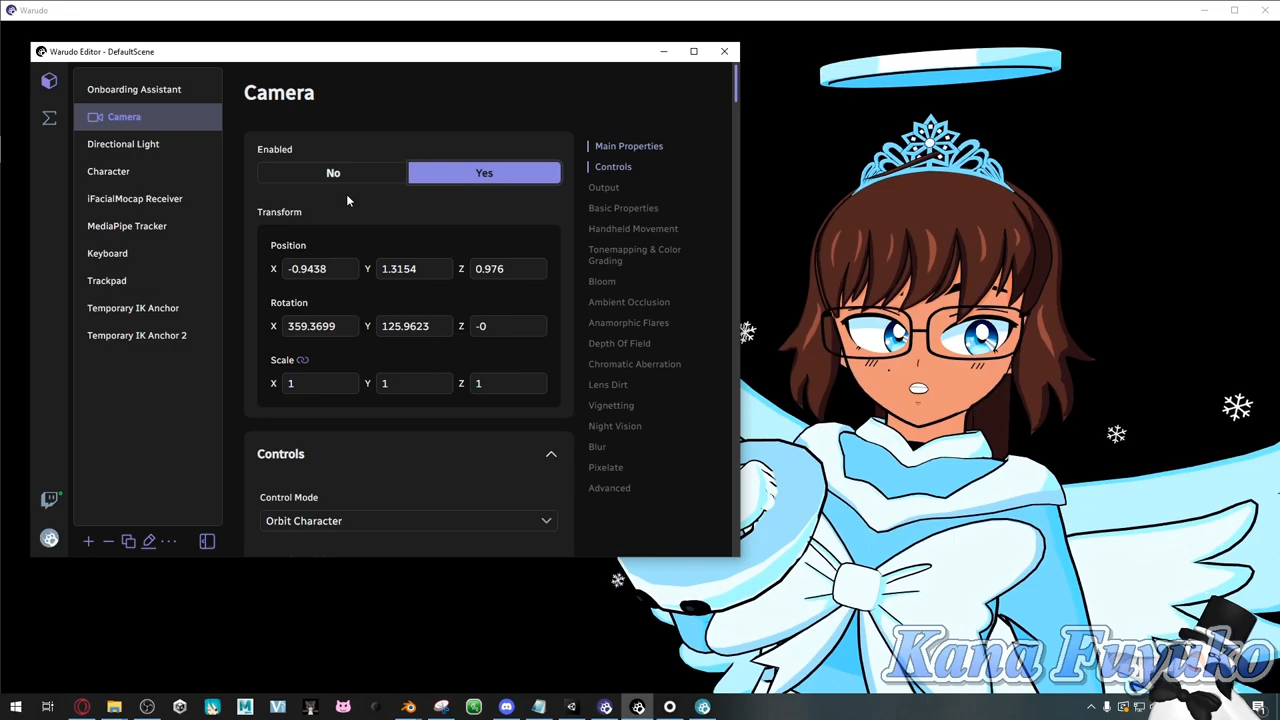 Warudo
Warudo Editor - DefaultScene
Onboarding Assistant
Camera
Directional Light
Character
iFacialMocap Receiver
MediaPipe Tracker
Keyboard
Trackpad
Temporary IK Anchor
Temporary IK Anchor 2
Camera
Enabled
No
Yes
Transform
Position
X -0.9438 Y 1.3154 Z 0.976
Rotation
X 359.3699 Y 125.9623 Z -0
Scale
X 1 Y 1 Z 1
Controls
Control Mode
Orbit Character
Main Properties
Controls
Output
Basic Properties
Handheld Movement
Tonemapping & Color
Grading
Bloom
Ambient Occlusion
Anamorphic Flares
Depth Of Field
Chromatic Aberration
Lens Dirt
Vignetting
Night Vision
Blur
Pixelate
Advanced
Kana Fuyuko